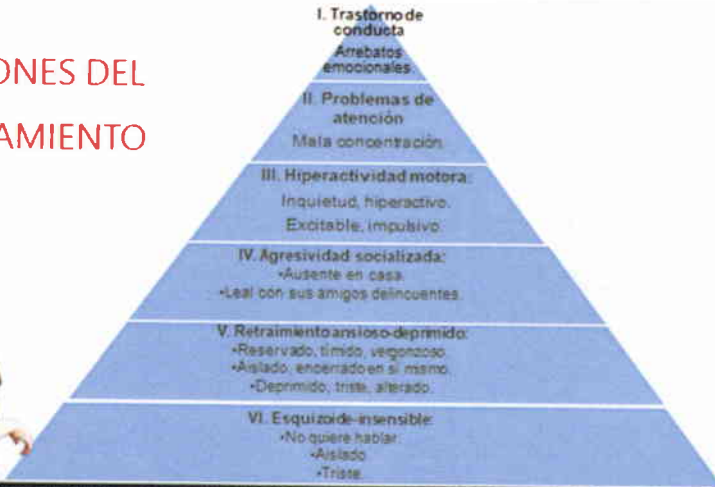 ONES DEL
AMIENTO
I. Trastorno de
conducta
Arrebatos
emocionales.
II. Problemas de
atención
Mala concentración.
III. Hiperactividad motora:
Inquietud, hiperactivo.
Excitable, impulsivo.
IV. Agresividad socializada:
•Ausente en casa.
•Leal con sus amigos delincuentes.
V. Retraimiento ansioso-deprimido:
•Reservado, tímido, vergonzoso.
•Aislado, encerrado en sí mismo.
•Deprimido, triste, alterado.
VI. Esquizoide-insensible:
•No quiere hablar.
•Aislado.
•Triste.